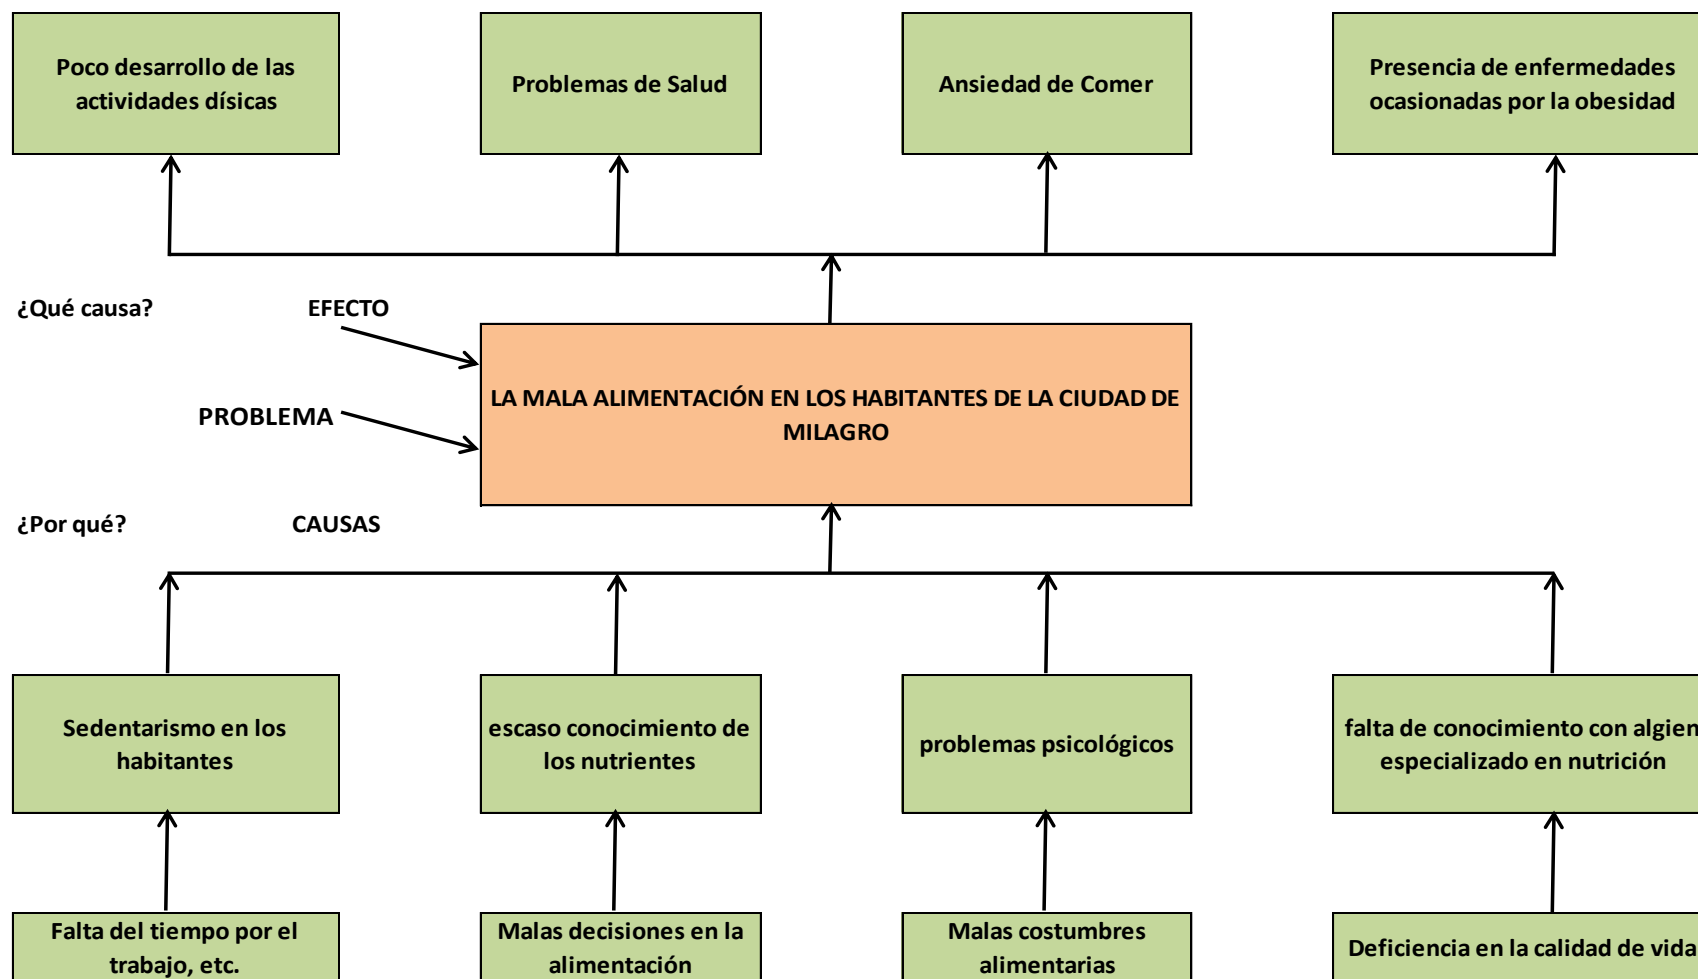 Poco desarrollo de las
actividades dísicas
Problemas de Salud
Ansiedad de Comer
Presencia de enfermedades
ocasionadas por la obesidad
¿Qué causa?
EFECTO
LA MALA ALIMENTACIÓN EN LOS HABITANTES DE LA CIUDAD DE
MILAGRO
PROBLEMA
¿Por qué?
CAUSAS
Sedentarismo en los
habitantes
escaso conocimiento de
los nutrientes
problemas psicológicos
falta de conocimiento con algien
especializado en nutrición
Falta del tiempo por el
trabajo, etc.
Malas decisiones en la
alimentación
Malas costumbres
alimentarias
Deficiencia en la calidad de vida